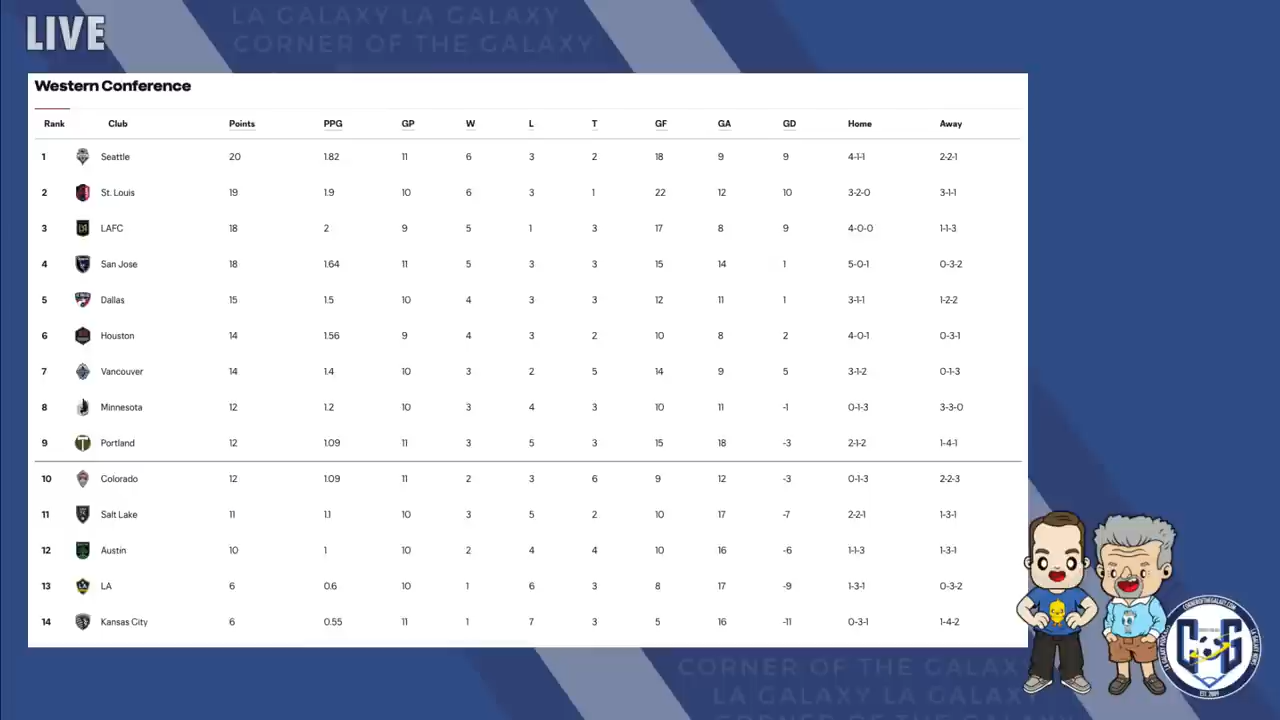 LIVE
LA GALAXY LA GALAXY
CORNER OF THE GALAXY
Western Conference
Rank Club Points PPG GP W L T GF GA GD Home Away
1 Seattle 20 1.82 11 6 3 2 18 9 9 4-1-1 2-2-1
2 St. Louis 19 1.9 10 6 3 1 22 12 10 3-2-0 3-1-1
3 LAFC 18 2 9 5 1 3 17 8 9 4-0-0 1-1-3
4 San Jose 18 1.64 11 5 3 3 15 14 1 5-0-1 0-3-2
5 Dallas 15 1.5 10 4 3 3 12 11 1 3-1-1 1-2-2
6 Houston 14 1.56 9 4 3 2 10 8 2 4-0-1 0-3-1
7 Vancouver 14 1.4 10 3 2 5 14 9 5 3-1-2 0-1-3
8 Minnesota 12 1.2 10 3 4 3 10 11 -1 0-1-3 3-3-0
9 Portland 12 1.09 11 3 5 3 15 18 -3 2-1-2 1-4-1
10 Colorado 12 1.09 11 2 3 6 9 12 -3 0-1-3 2-2-3
11 Salt Lake 11 1.1 10 3 5 2 10 17 -7 2-2-1 1-3-1
12 Austin 10 1 10 2 4 4 10 16 -6 1-1-3 1-3-1
13 LA 6 0.6 10 1 6 3 8 17 -9 1-3-1 0-3-2
14 Kansas City 6 0.55 11 1 7 3 5 16 -11 0-3-1 1-4-2
CORNER OF THE GALAXY
LA GALAXY LA GALAXY
CORNER OF THE GALAXY
CORNEROFTHEGALAXY.COM
EST. 2009